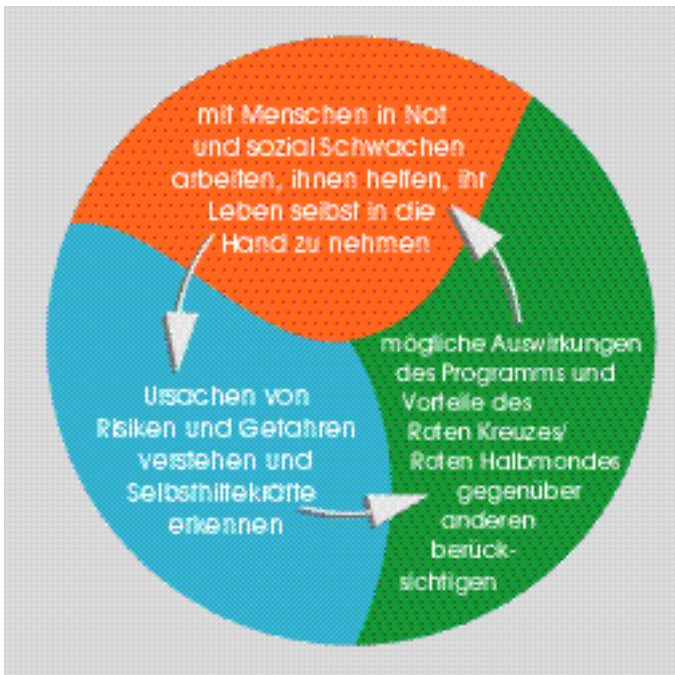 mit Menschen in Not
und sozial Schwachen
arbeiten, ihnen helfen, ihr
Leben selbst in die
Hand zu nehmen
Ursachen von
Risiken und Gefahren
verstehen und
Selbsthilfekräfte
erkennen
mögliche Auswirkungen
des Programms und
Vorteile des
Roten Kreuzes/
Roten Halbmondes
gegenüber
anderen
berück-
sichtigen